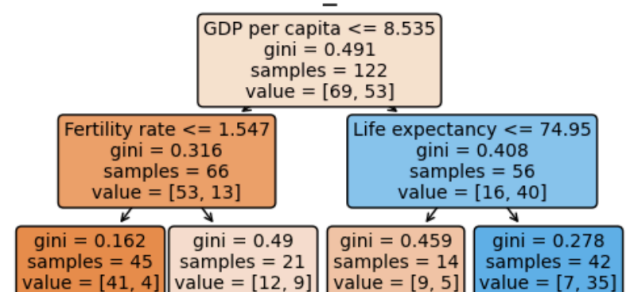 GDP per capita <= 8.535
gini = 0.491
samples = 122
value = [69, 53]
Fertility rate <= 1.547
gini = 0.316
samples = 66
value = [53, 13]
Life expectancy <= 74.95
gini = 0.408
samples = 56
value = [16, 40]
gini = 0.162
samples = 45
value = [41, 4]
gini = 0.49
samples = 21
value = [12, 9]
gini = 0.459
samples = 14
value = [9, 5]
gini = 0.278
samples = 42
value = [7, 35]